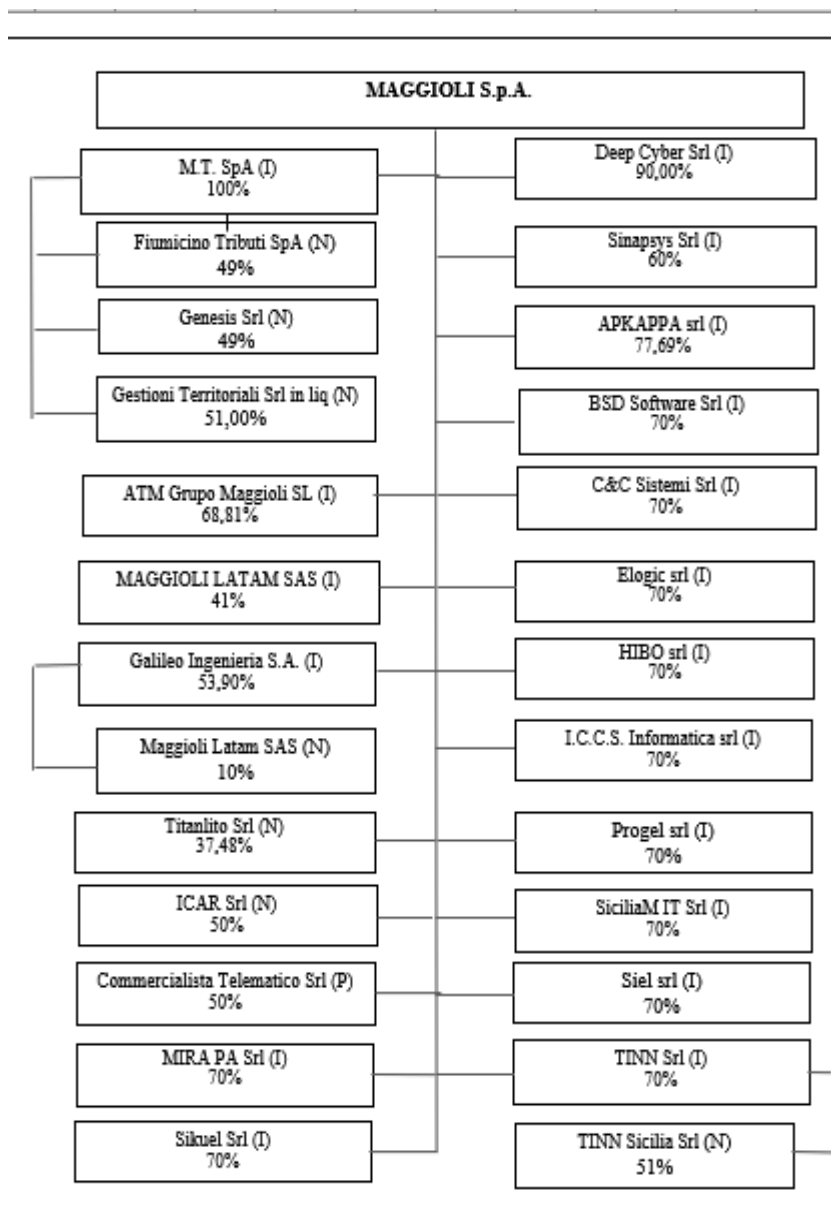 MAGGIOLI S.p.A.
M.T. SpA (I)
100%
Fiumicino Tributi SpA (N)
49%
Genesis Srl (N)
49%
Gestioni Territoriali Srl in liq (N)
51,00%
ATM Grupo Maggioli SL (I)
68,81%
MAGGIOLI LATAM SAS (I)
41%
Galileo Ingenieria S.A. (I)
53,90%
Maggioli Latam SAS (N)
10%
Titanlito Srl (N)
37,48%
ICAR Srl (N)
50%
Commercialista Telematico Srl (P)
50%
MIRA PA Srl (I)
70%
Sikuel Srl (I)
70%
Deep Cyber Srl (I)
90,00%
Sinapsys Srl (I)
60%
APKAPPA srl (I)
77,69%
BSD Software Srl (I)
70%
C&C Sistemi Srl (I)
70%
Elogic srl (I)
70%
HIBO srl (I)
70%
I.C.C.S. Informatica srl (I)
70%
Progel srl (I)
70%
SiciliaM IT Srl (I)
70%
Siel srl (I)
70%
TINN Srl (I)
70%
TINN Sicilia Srl (N)
51%